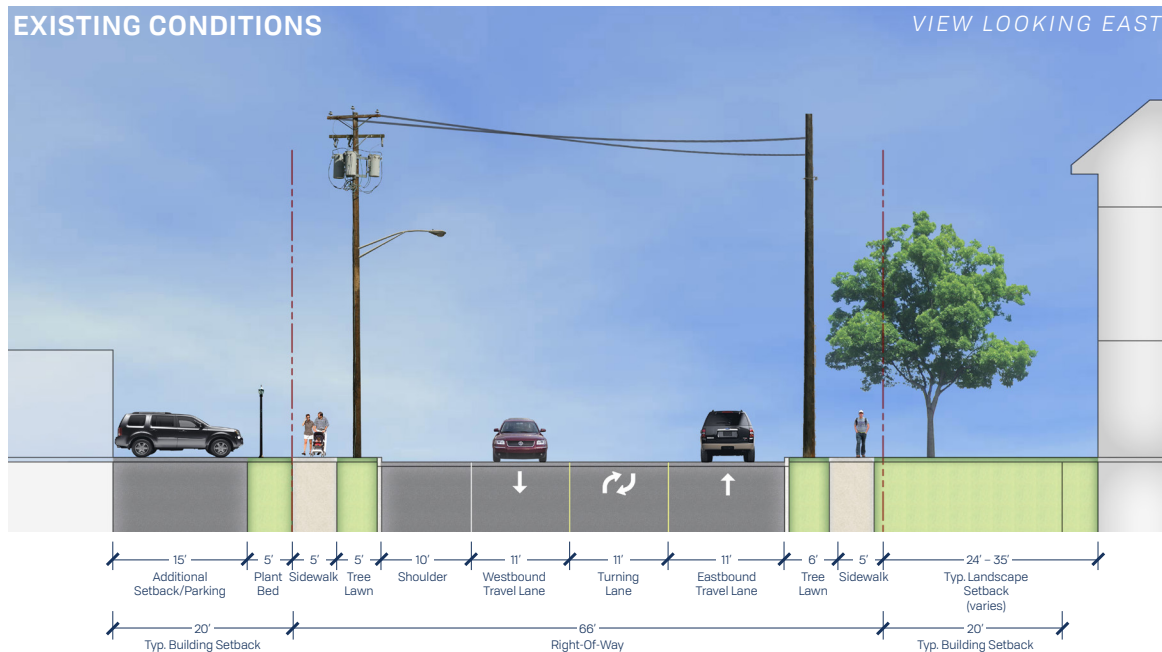 EXISTING CONDITIONS
VIEW LOOKING EAST
15'
5'
5'
5'
10'
11'
11'
11'
6'
5'
24' – 35'
Additional
Setback/Parking
Plant
Bed
Sidewalk
Tree
Lawn
Shoulder
Westbound
Travel Lane
Turning
Lane
Eastbound
Travel Lane
Tree
Lawn
Sidewalk
Typ. Landscape
Setback
(varies)
20'
66'
20'
Typ. Building Setback
Right-Of-Way
Typ. Building Setback